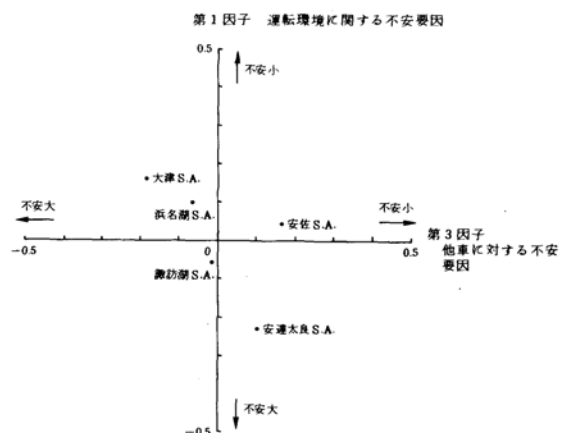 第1因子 運転環境に関する不安要因
0.5
不安小
大津S.A.
不安大
浜名湖S.A.
安佐S.A.
不安小
-0.5
0
0.5
第3因子
他車に対する不安
要因
諏訪湖S.A.
安達太良S.A.
不安大
-0.5